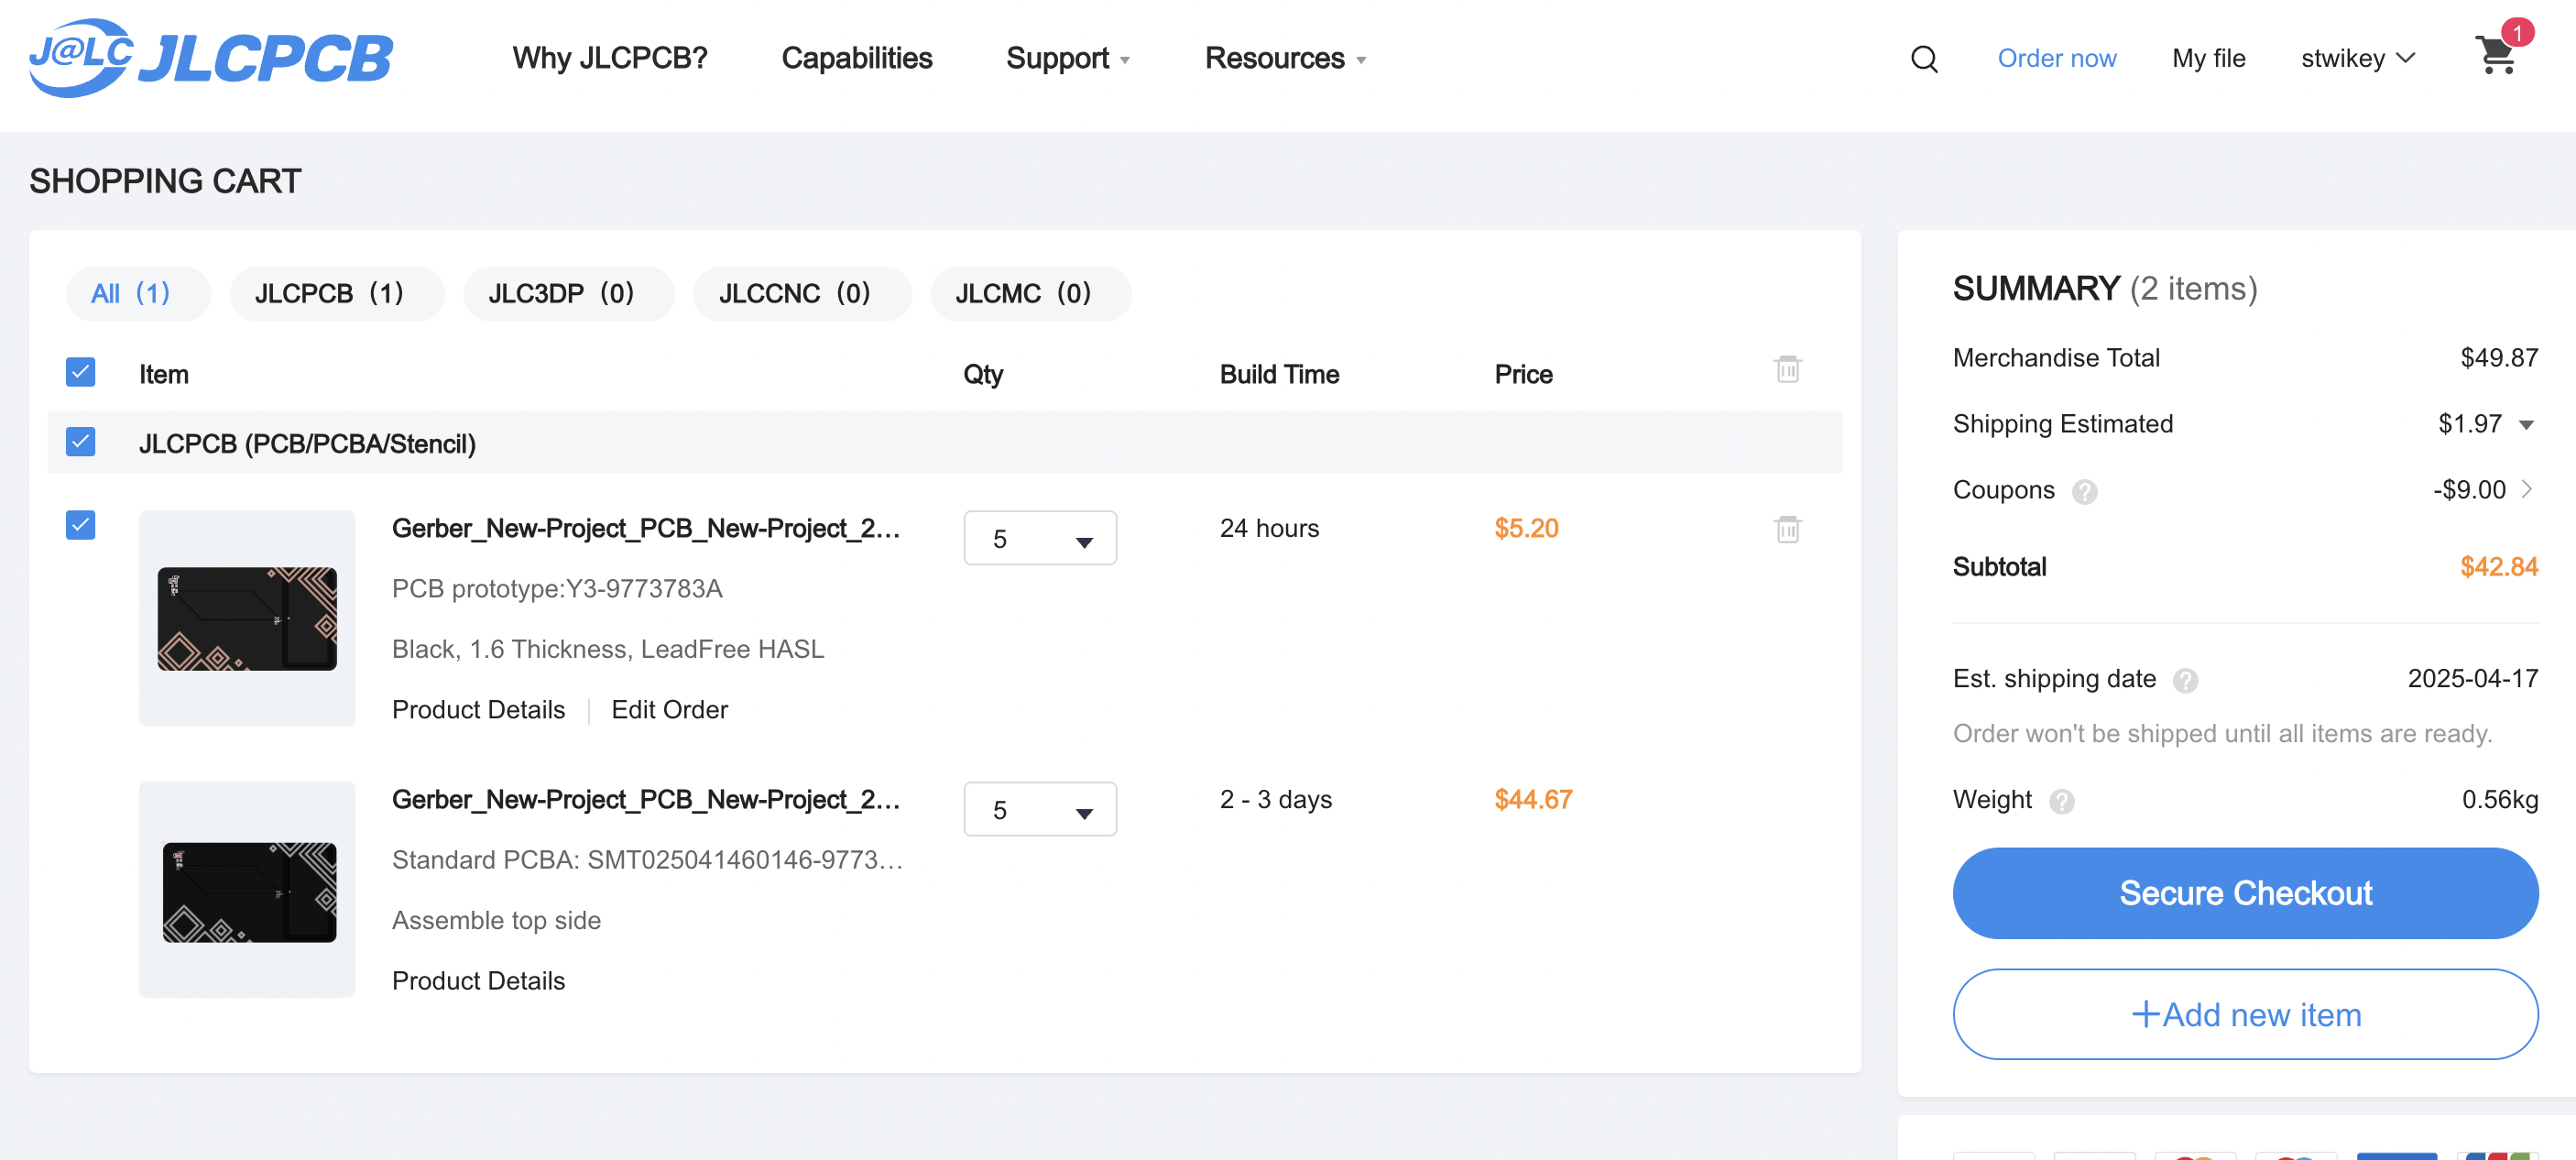 J@LC JLCPCB
Why JLCPCB? Capabilities Support Resources Order now My file stwikey 1
SHOPPING CART
All (1) JLCPCB (1) JLC3DP (0) JLCCNC (0) JLCMC (0)
Item Qty Build Time Price
JLCPCB (PCB/PCBA/Stencil)
Gerber_New-Project_PCB_New-Project_2... 5 24 hours $5.20
PCB prototype:Y3-9773783A
Black, 1.6 Thickness, LeadFree HASL
Product Details | Edit Order
Gerber_New-Project_PCB_New-Project_2... 5 2 - 3 days $44.67
Standard PCBA: SMT025041460146-9773...
Assemble top side
Product Details
SUMMARY (2 items)
Merchandise Total $49.87
Shipping Estimated $1.97
Coupons ? -$9.00
Subtotal $42.84
Est. shipping date ? 2025-04-17
Order won't be shipped until all items are ready.
Weight ? 0.56kg
Secure Checkout
+Add new item